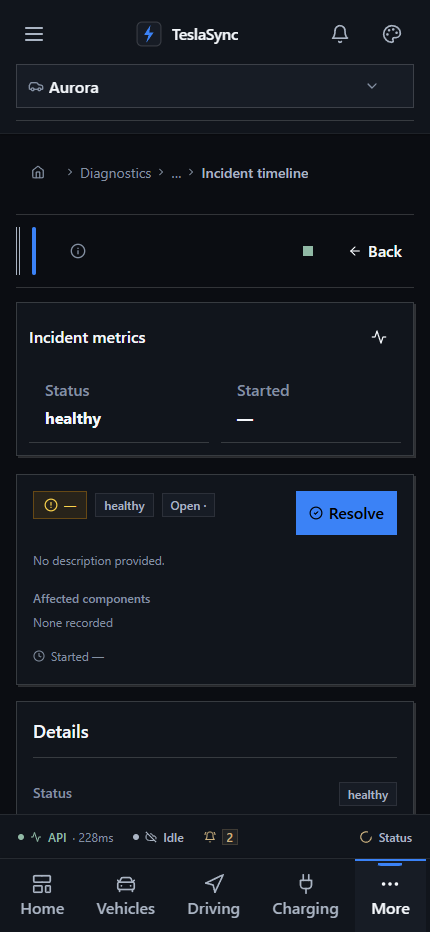 TeslaSync
Aurora
Diagnostics ... Incident timeline
Back
Incident metrics
Status Started
healthy —
— healthy Open · Resolve
No description provided.
Affected components
None recorded
Started —
Details
Status healthy
API · 228ms Idle 2 Status
Home Vehicles Driving Charging More